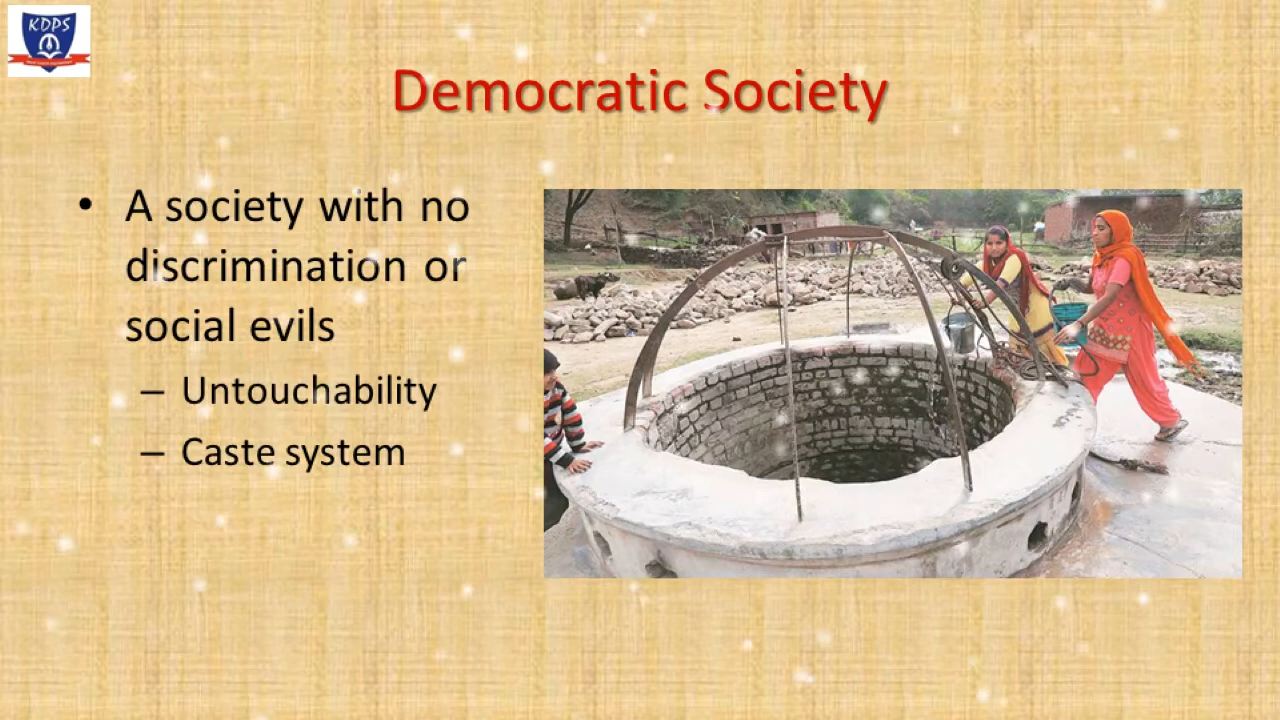 KDPS
Democratic Society
• A society with no
discrimination or
social evils
– Untouchability
– Caste system